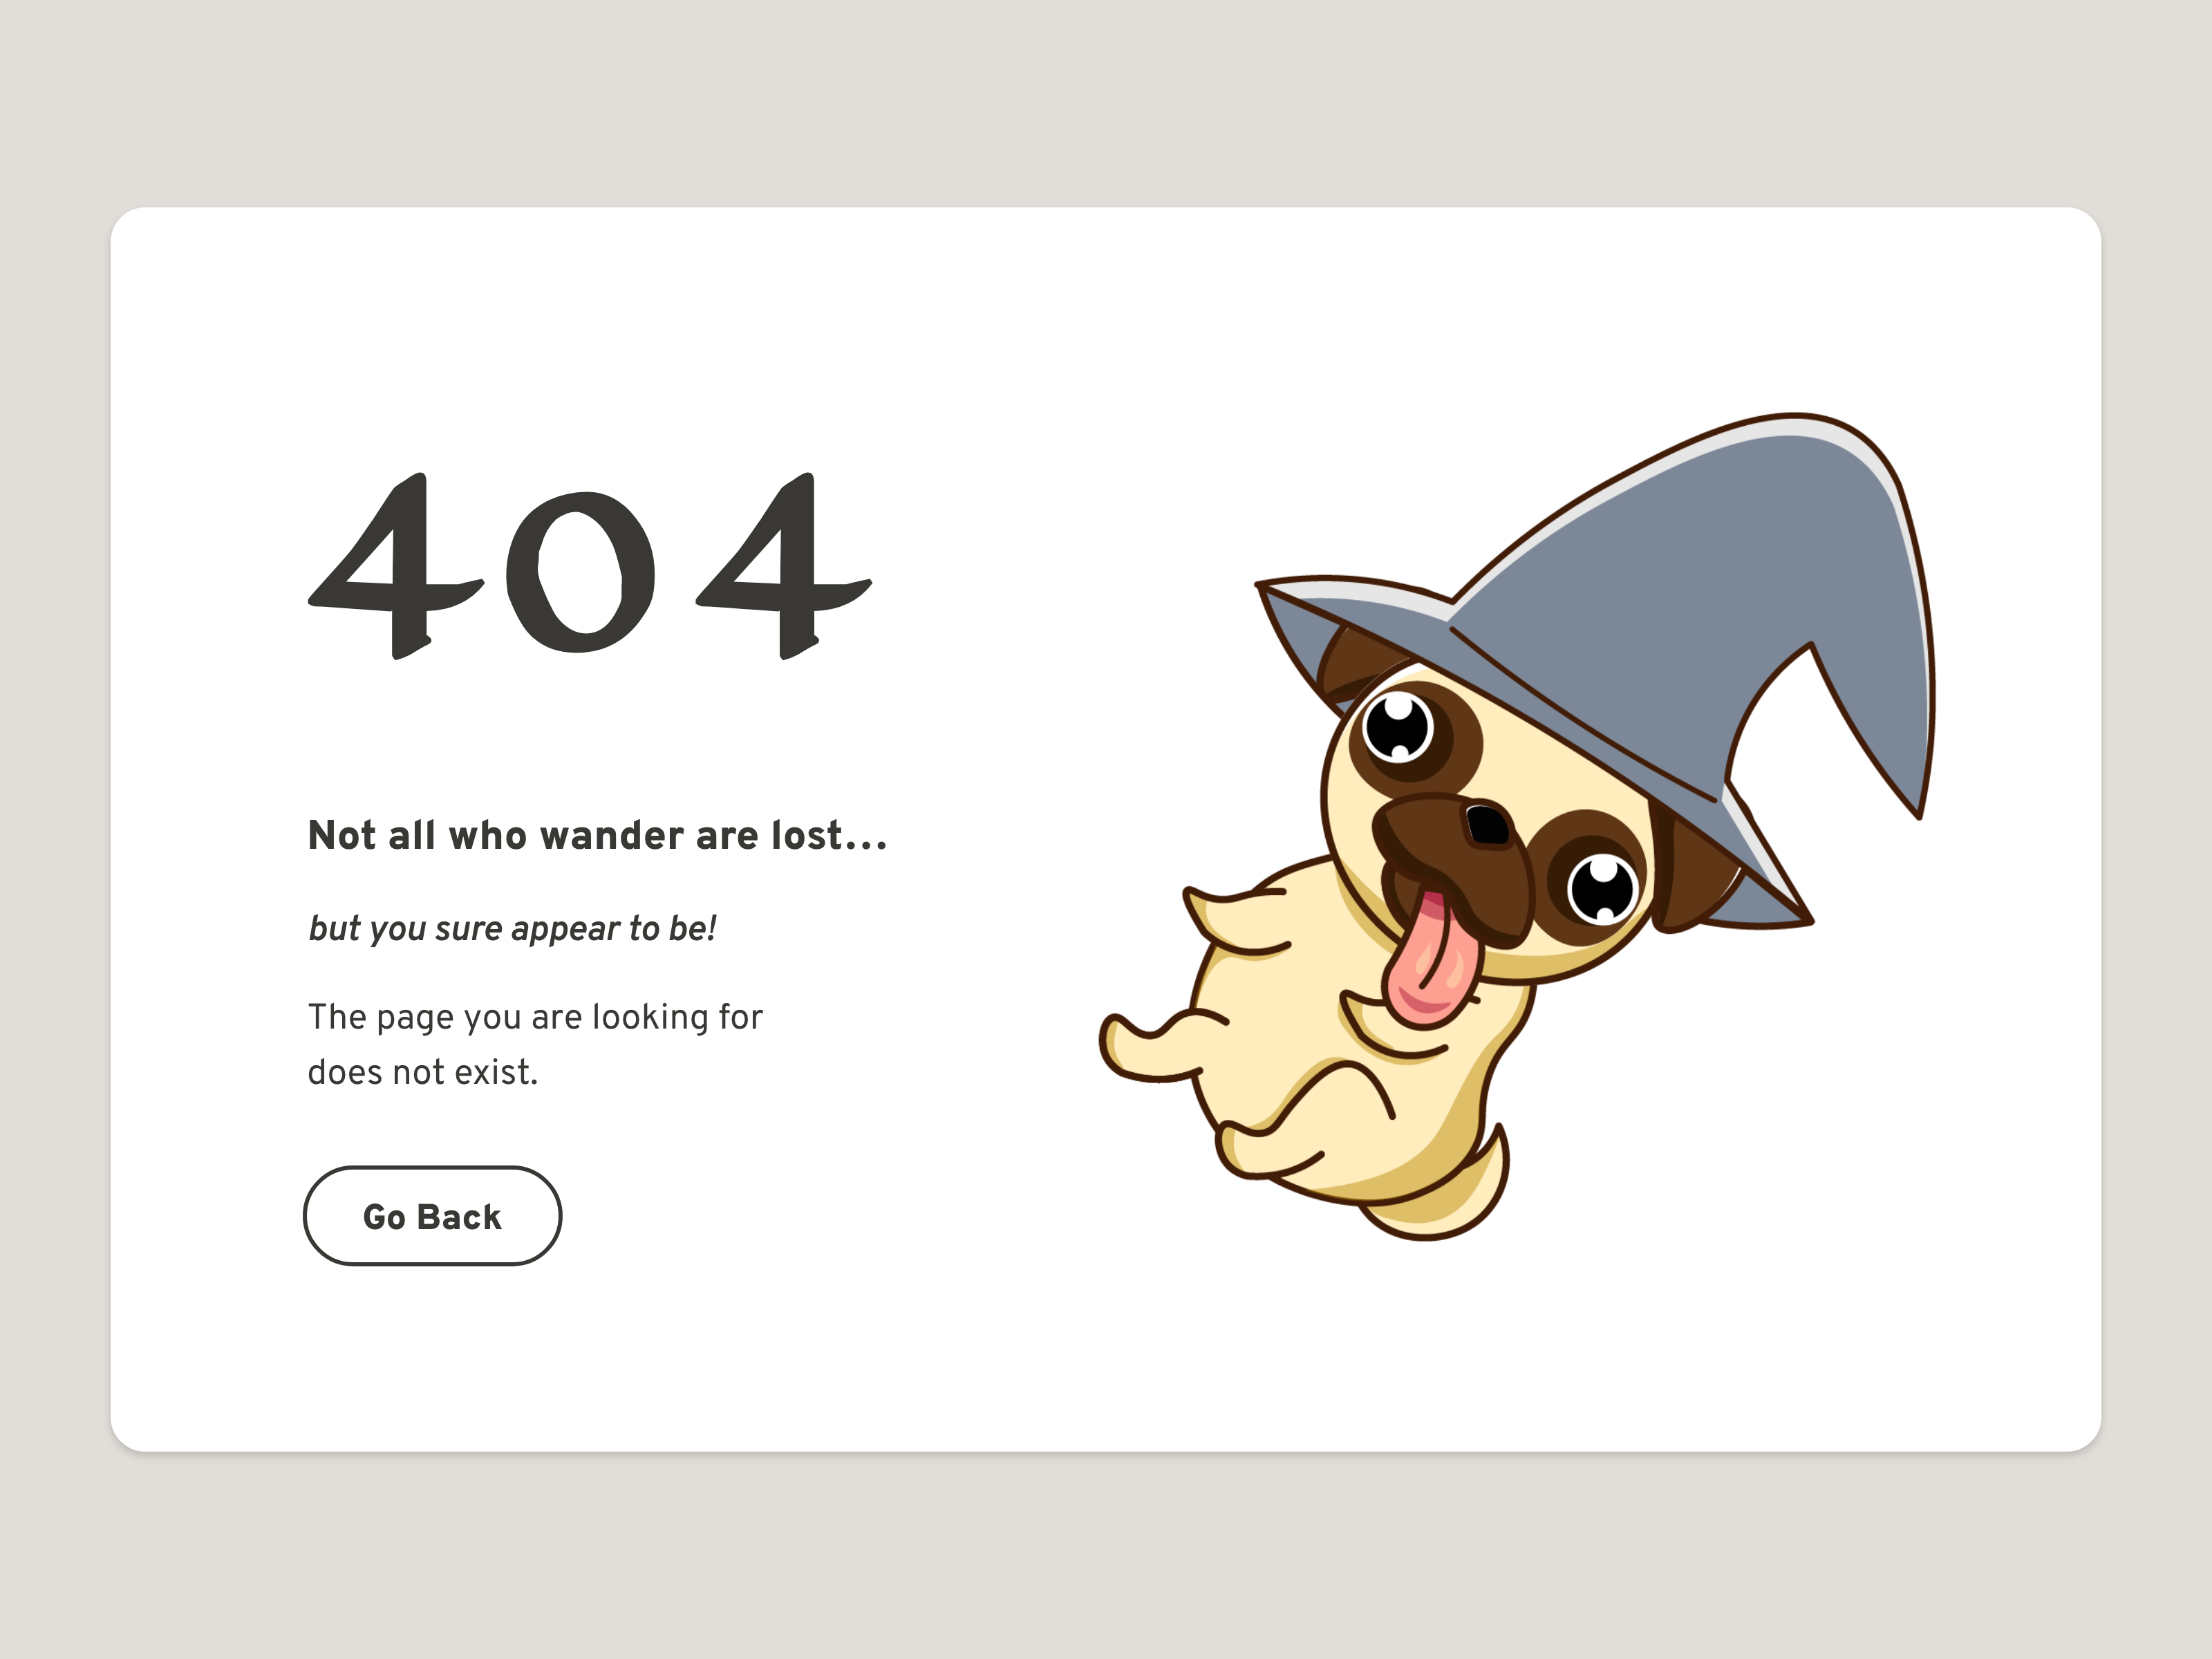 404
Not all who wander are lost...
but you sure appear to be!
The page you are looking for
does not exist.
Go Back